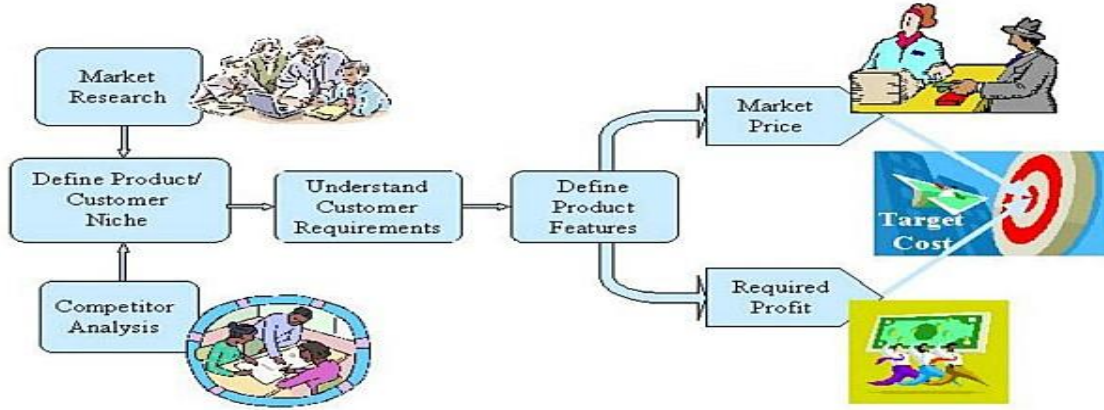 Market
Research
Define Product/
Customer
Niche
Competitor
Analysis
Understand
Customer
Requirements
Define
Product
Features
Market
Price
Target
Cost
Required
Profit